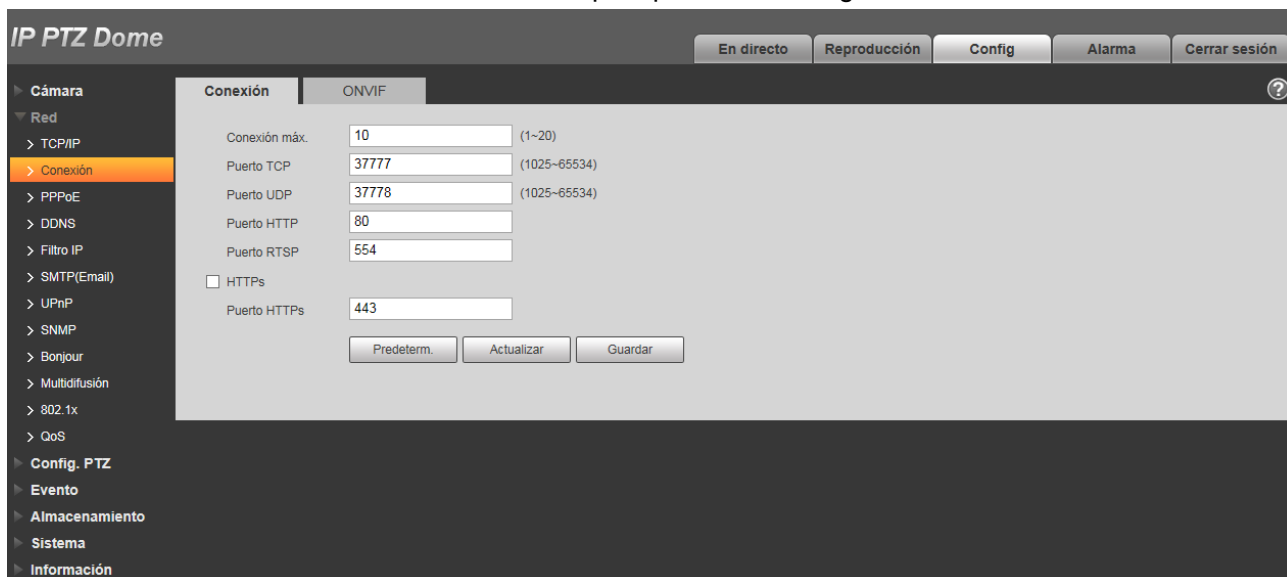 IP PTZ Dome
En directo Reproducción Config Alarma Cerrar sesión
Cámara
Red
> TCP/IP
> Conexión
> PPPoE
> DDNS
> Filtro IP
> SMTP(Email)
> UPnP
> SNMP
> Bonjour
> Multidifusión
> 802.1x
> QoS
Config. PTZ
Evento
Almacenamiento
Sistema
Información
Conexión ONVIF ?
Conexión máx. 10 (1~20)
Puerto TCP 37777 (1025~65534)
Puerto UDP 37778 (1025~65534)
Puerto HTTP 80
Puerto RTSP 554
HTTPs
Puerto HTTPs 443
Predeterm. Actualizar Guardar